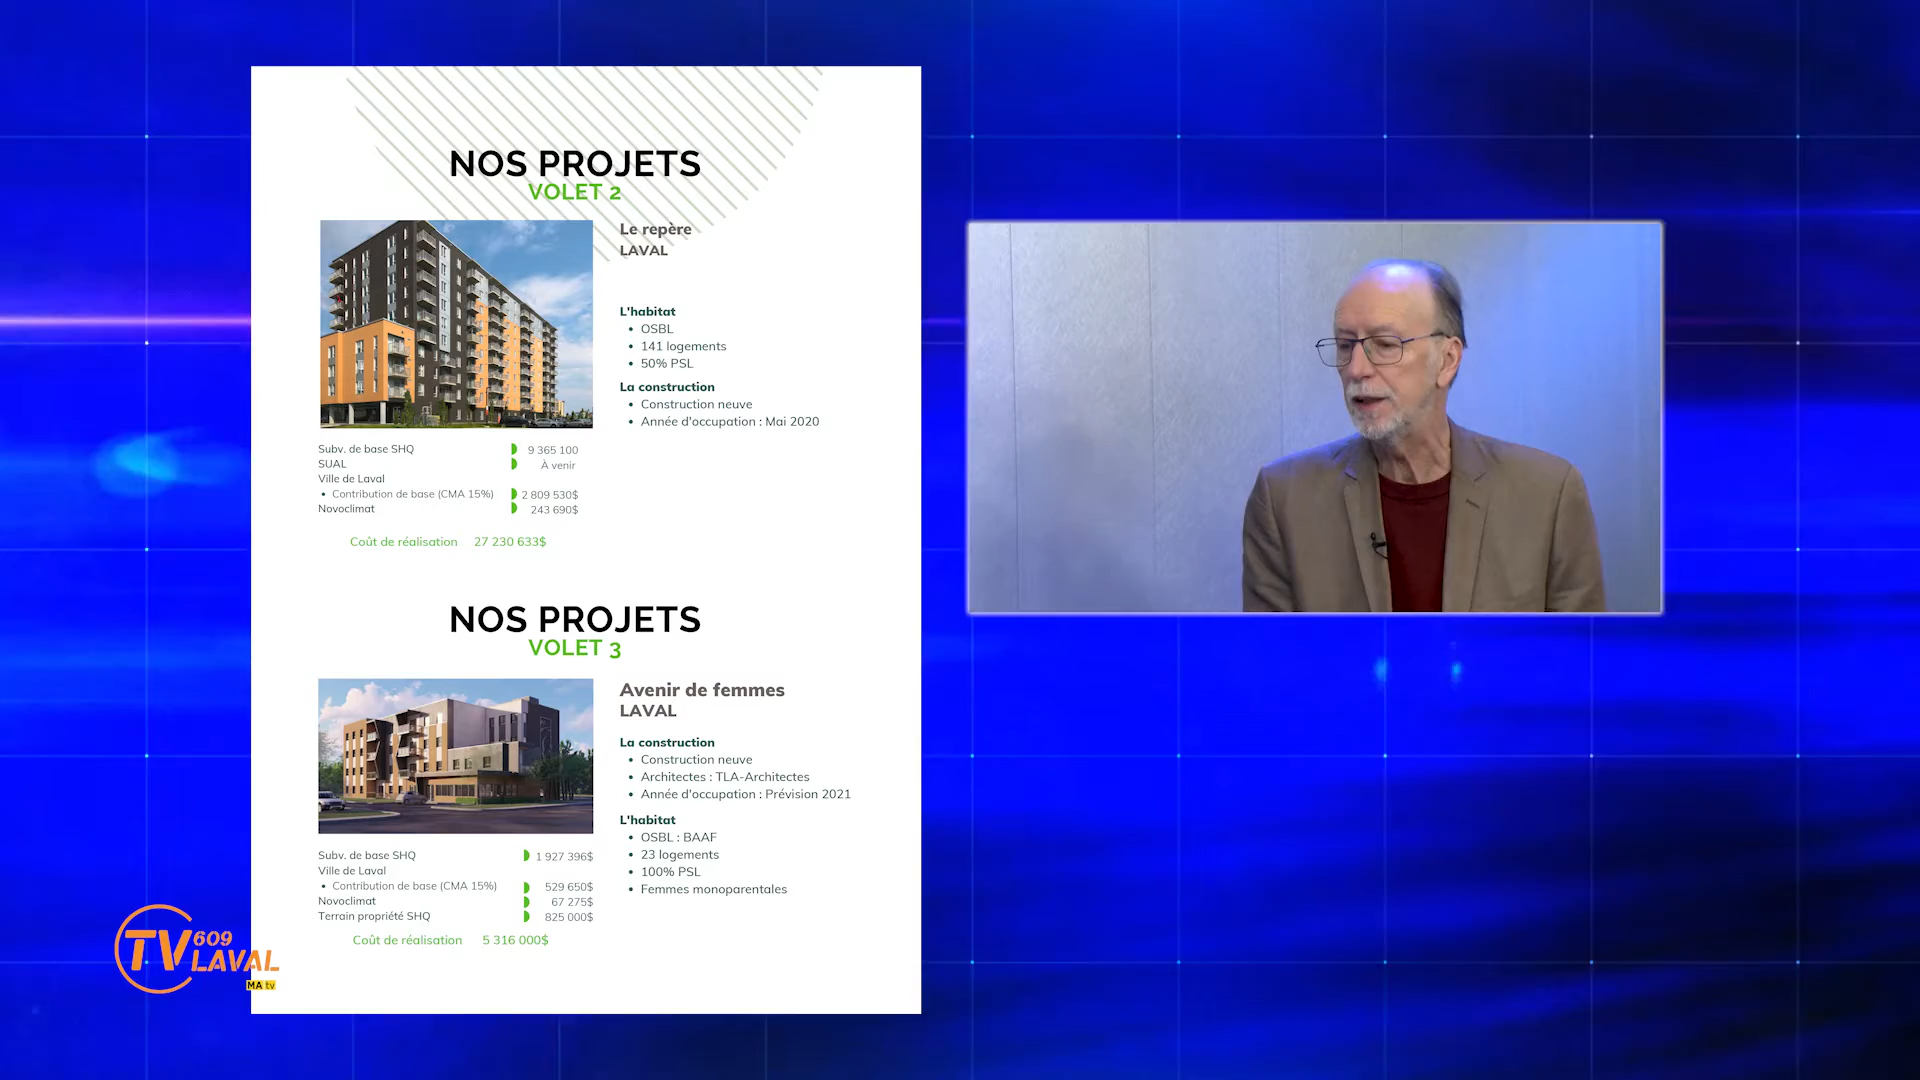 NOS PROJETS
VOLET 2
Le repère
LAVAL
L'habitat
• OSBL
• 141 logements
• 50% PSL
La construction
• Construction neuve
• Année d'occupation : Mai 2020
Subv. de base SHQ 9 365 100
SUAL À venir
Ville de Laval
• Contribution de base (CMA 15%) 2 809 530$
Novoclimat 243 690$
Coût de réalisation 27 230 633$
NOS PROJETS
VOLET 3
Avenir de femmes
LAVAL
La construction
• Construction neuve
• Architectes : TLA-Architectes
• Année d'occupation : Prévision 2021
L'habitat
• OSBL : BAAF
• 23 logements
• 100% PSL
• Femmes monoparentales
Subv. de base SHQ 1 927 396$
Ville de Laval
• Contribution de base (CMA 15%) 529 650$
Novoclimat 67 275$
Terrain propriété SHQ 825 000$
Coût de réalisation 5 316 000$
TV 609
LAVAL
MAtv